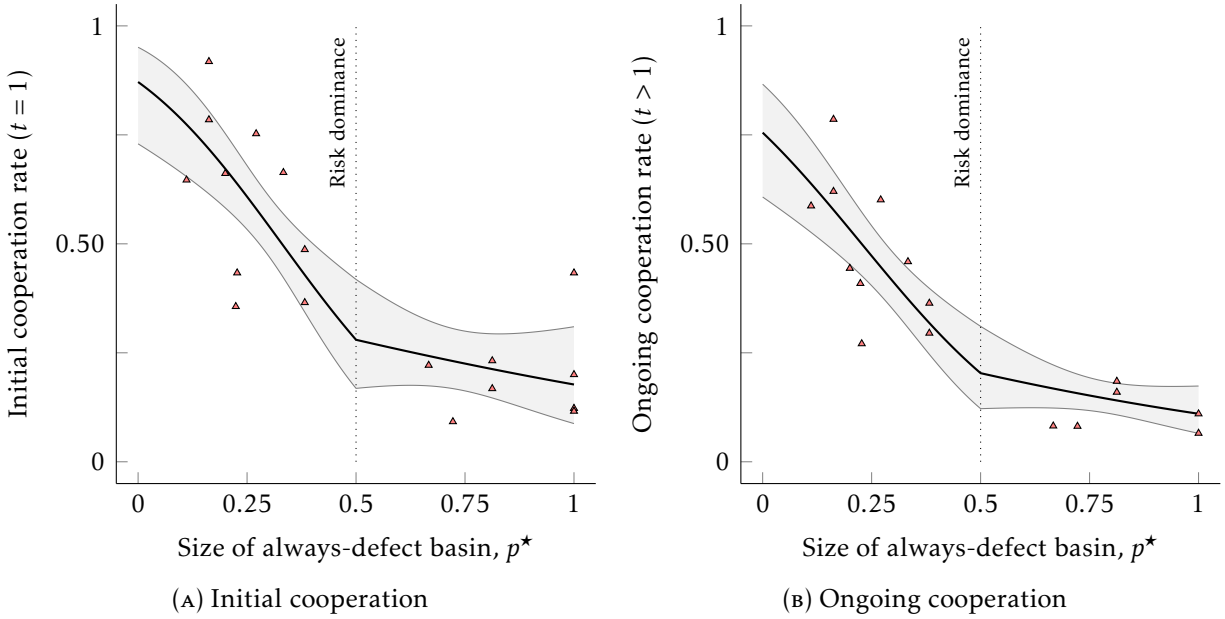 1
0.50
0
Initial cooperation rate (t = 1)
Risk dominance
0
0.25
0.5
0.75
1
Size of always-defect basin, p★
(A) Initial cooperation
1
0.50
0
Ongoing cooperation rate (t > 1)
Risk dominance
0
0.25
0.5
0.75
1
Size of always-defect basin, p★
(B) Ongoing cooperation